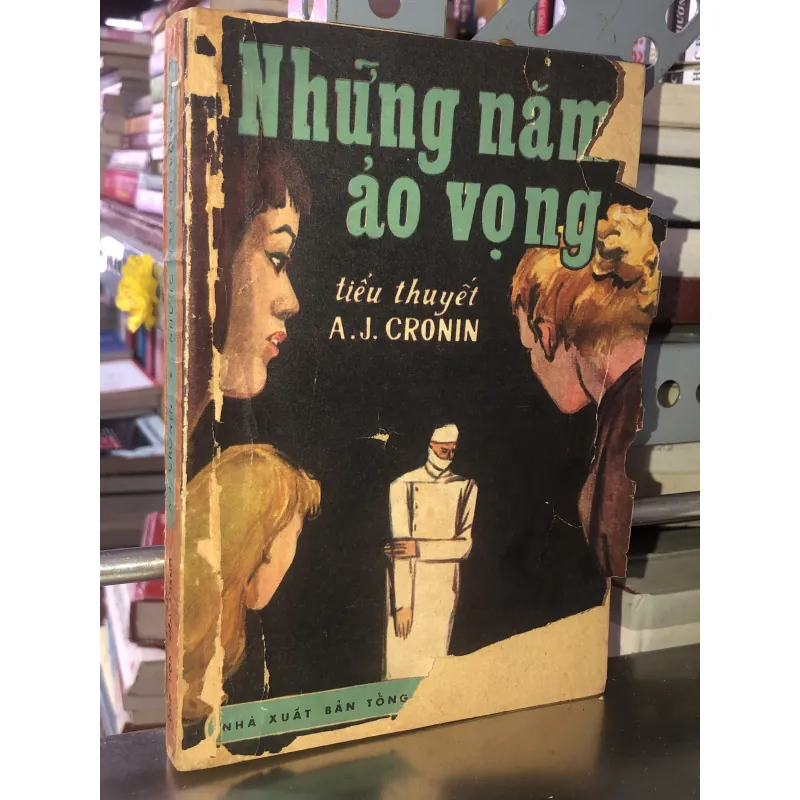 Những năm
ảo vọng
tiểu thuyết
A.J. CRONIN
NHÀ XUẤT BẢN TỔNG